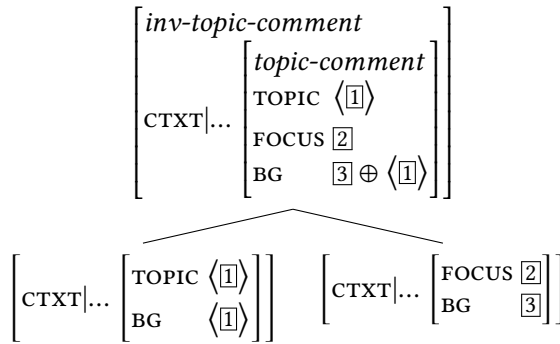 inv-topic-comment
topic-comment
TOPIC ⟨1⟩
CTXT|…
FOCUS 2
BG 3 ⊕ ⟨1⟩
CTXT|… TOPIC ⟨1⟩
BG ⟨1⟩
CTXT|… FOCUS 2
BG 3